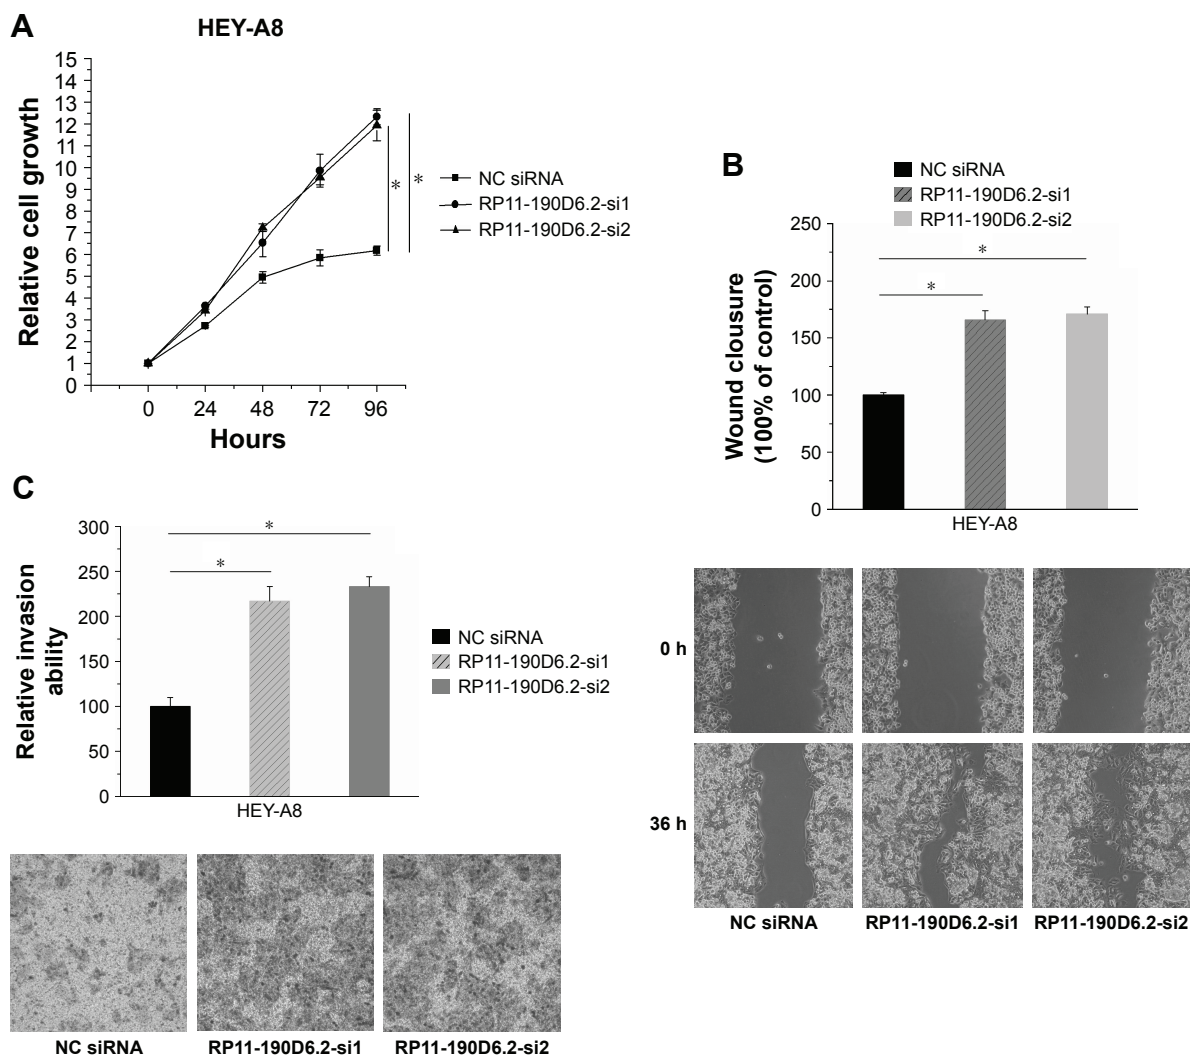 A
HEY-A8
Relative cell growth
15
14
13
12
11
10
9
8
7
6
5
4
3
2
1
0
0 24 48 72 96
Hours
* *
NC siRNA
RP11-190D6.2-si1
RP11-190D6.2-si2
B
NC siRNA
RP11-190D6.2-si1
RP11-190D6.2-si2
Wound clousure
(100% of control)
250
200
150
100
50
0
*
*
HEY-A8
0 h
36 h
NC siRNA RP11-190D6.2-si1 RP11-190D6.2-si2
C
Relative invasion
ability
300
250
200
150
100
50
0
*
*
HEY-A8
NC siRNA
RP11-190D6.2-si1
RP11-190D6.2-si2
NC siRNA RP11-190D6.2-si1 RP11-190D6.2-si2